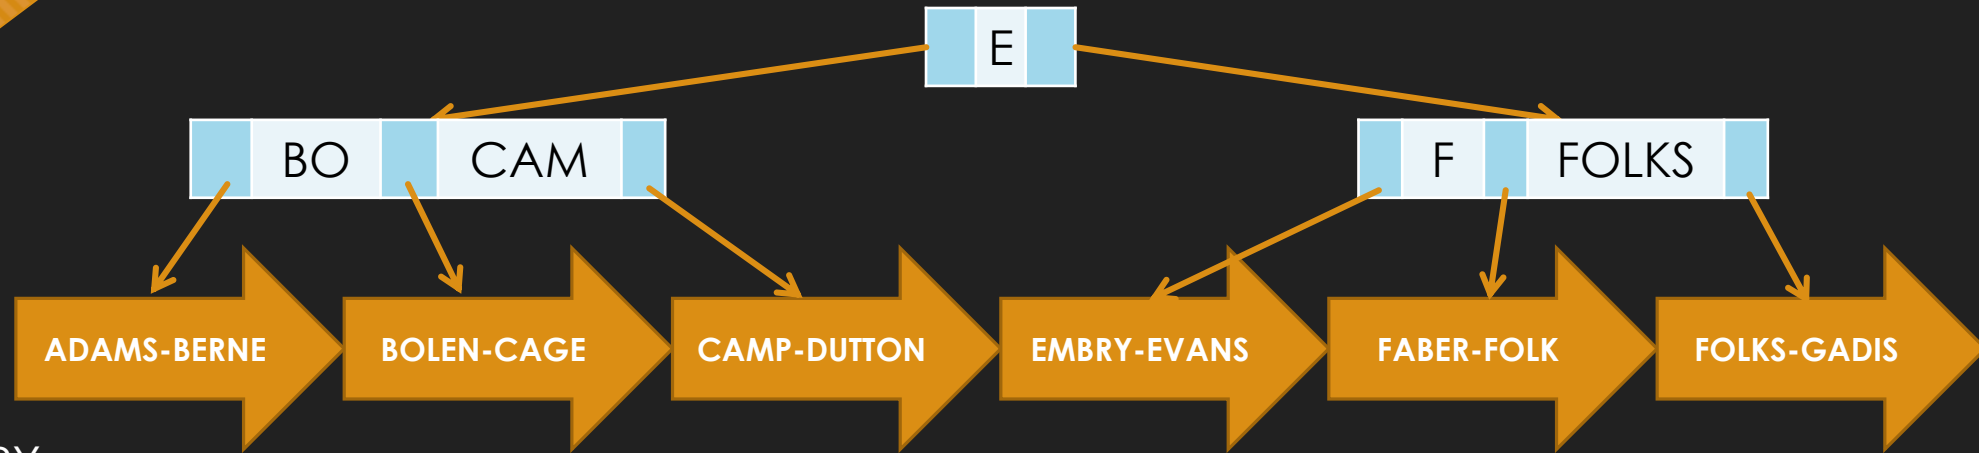 E
BO CAM
F FOLKS
ADAMS-BERNE
BOLEN-CAGE
CAMP-DUTTON
EMBRY-EVANS
FABER-FOLK
FOLKS-GADIS